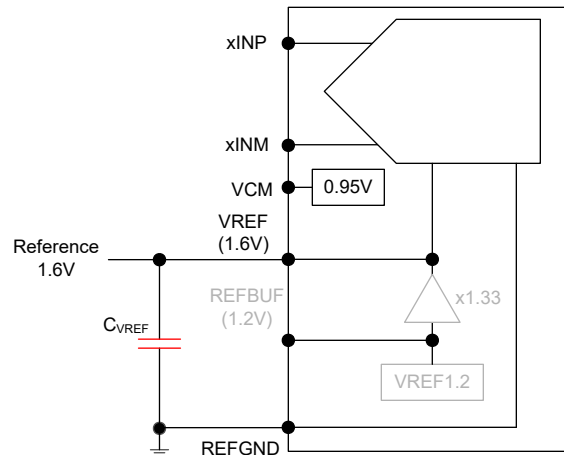 xINP
xINM
VCM
0.95V
VREF
(1.6V)
Reference
1.6V
REFBUF
(1.2V)
x1.33
CVREF
VREF1.2
REFGND